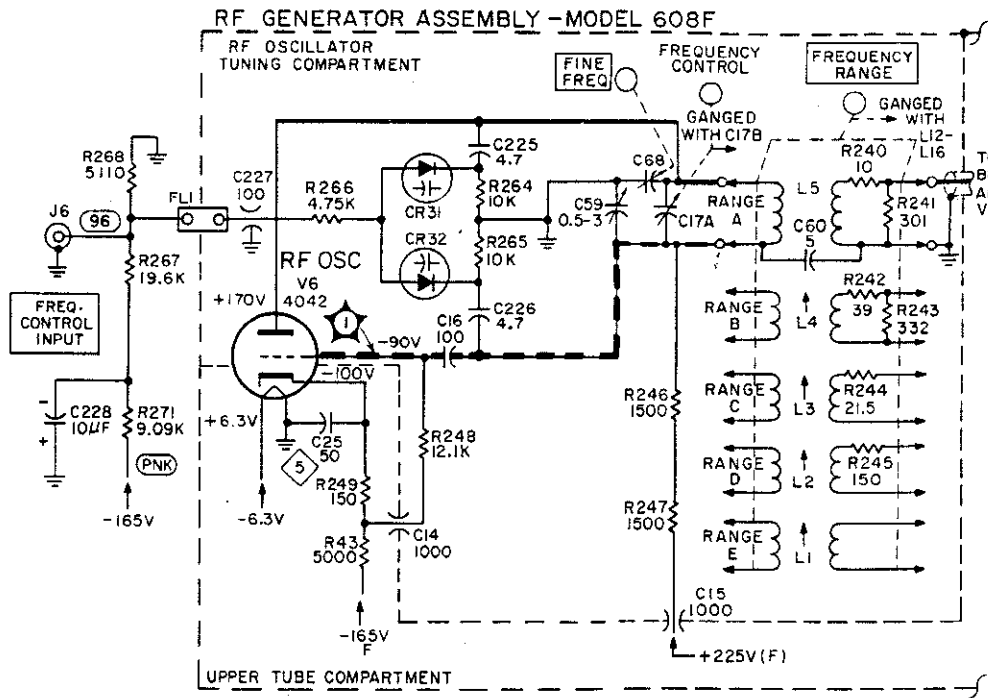 RF GENERATOR ASSEMBLY - MODEL 608F
RF OSCILLATOR
TUNING COMPARTMENT
FINE
FREQ
FREQUENCY
CONTROL
FREQUENCY
RANGE
GANGED
WITH C17B
GANGED
WITH
L12-
L16
R268
5110
J6
96
FL1
C227
100
R266
4.75K
CR31
CR32
C225
4.7
R264
10K
R265
10K
C226
4.7
C59
0.5-3
C68
C17A
RANGE
A
L5
R240
10
R241
301
C60
5
T
B
A
V
R267
19.6K
FREQ-
CONTROL
INPUT
RF OSC
V6
4042
+170V
1
-90V
-100V
C16
100
RANGE
B
L4
R242
39
R243
332
C228
10µF
-
+
R271
9.09K
PNK
-165V
+6.3V
-6.3V
C25
50
5
R249
150
R43
5000
R248
12.1K
C14
1000
-165V
F
R246
1500
R247
1500
C15
1000
+225V(F)
RANGE
C
L3
R244
21.5
RANGE
D
L2
R245
150
RANGE
E
L1
UPPER TUBE COMPARTMENT